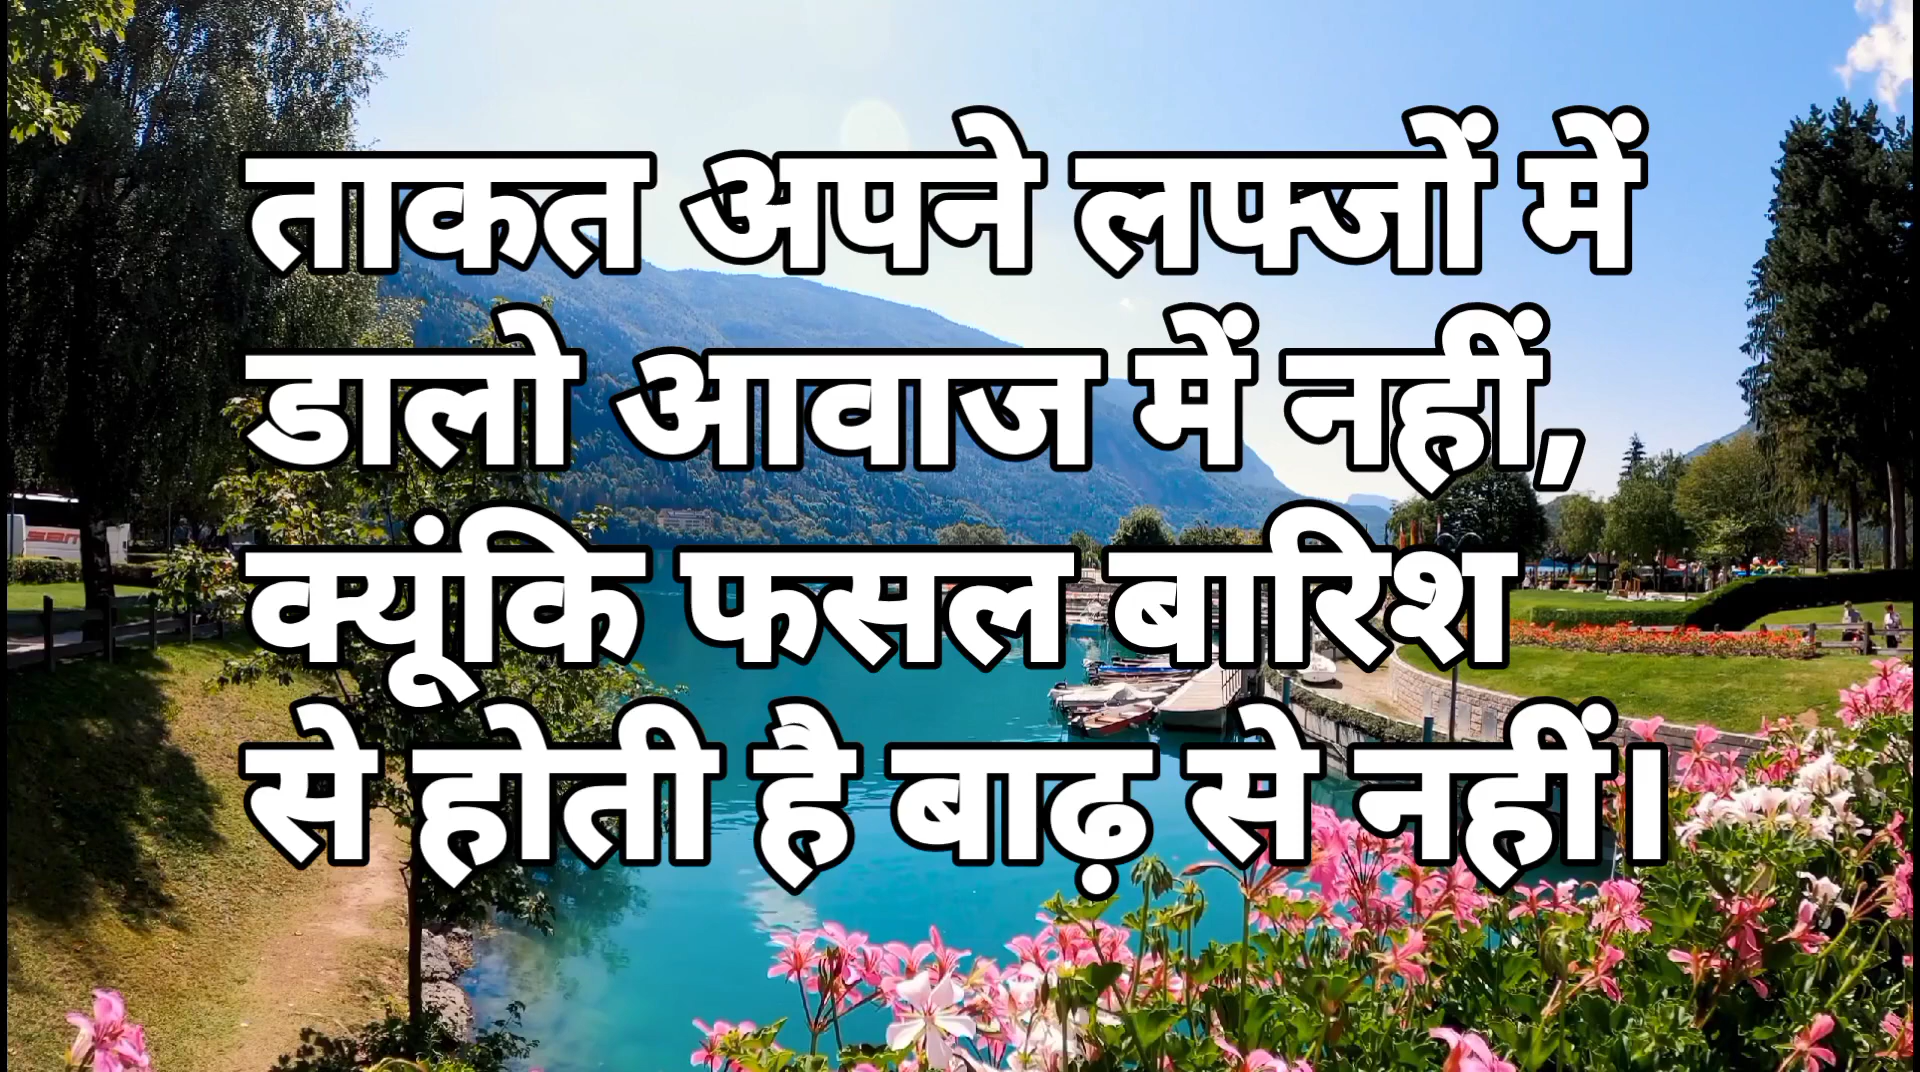 ताकत अपने लफ्जों में
डालो आवाज में नहीं,
क्यूंकि फसल बारिश
से होती है बाढ़ से नहीं।